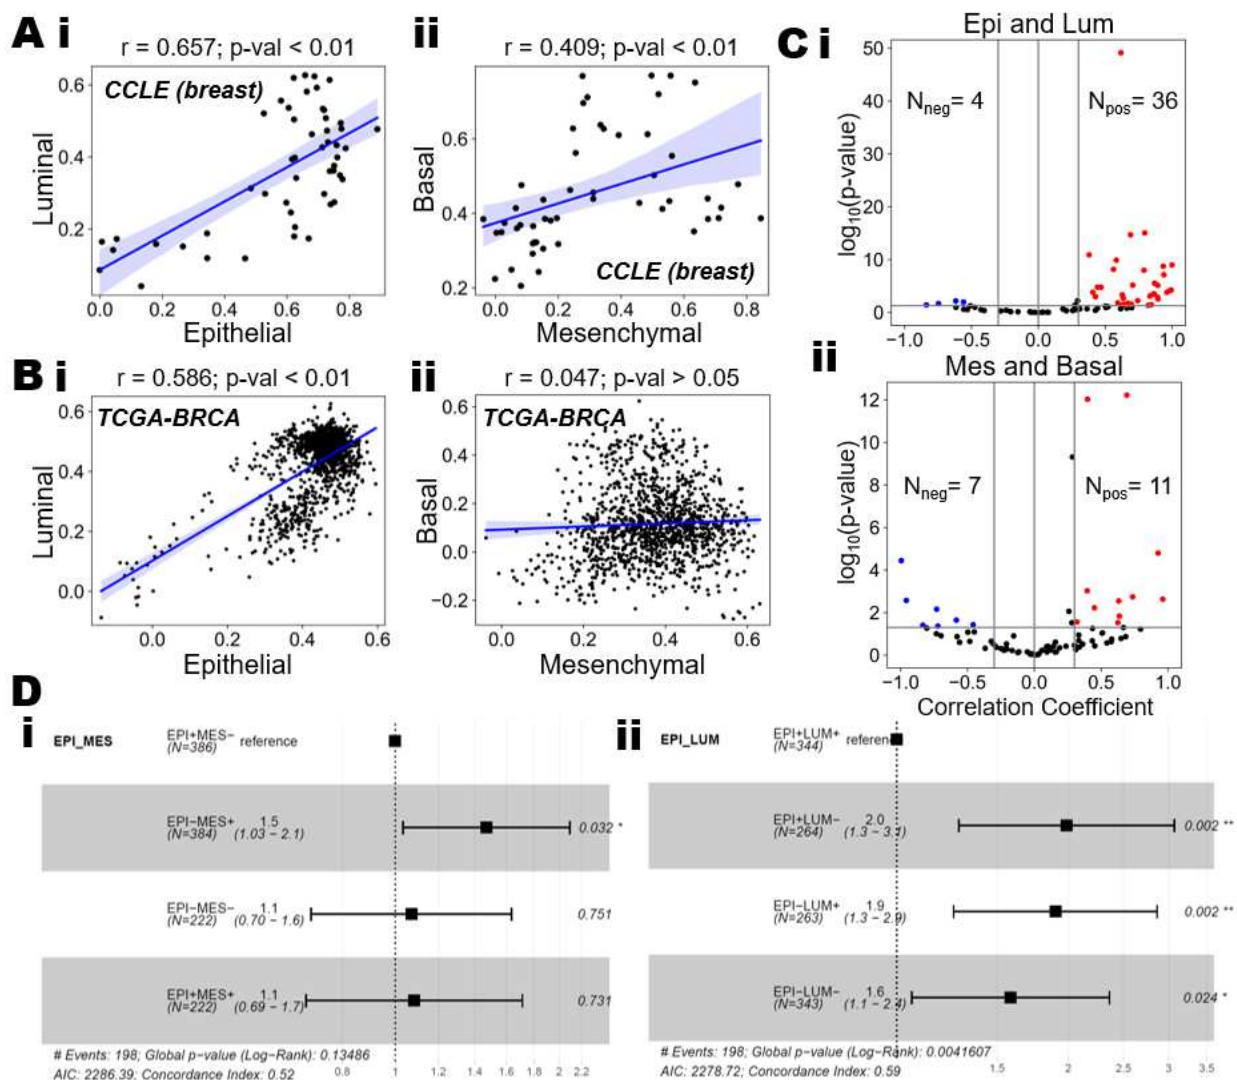 A i
r = 0.657; p-val < 0.01
CCLE (breast)
Luminal
0.6
0.4
0.2
0.0 0.2 0.4 0.6 0.8
Epithelial
ii
r = 0.409; p-val < 0.01
Basal
0.6
0.4
0.2
CCLE (breast)
0.0 0.2 0.4 0.6 0.8
Mesenchymal
B i
r = 0.586; p-val < 0.01
TCGA-BRCA
Luminal
0.6
0.4
0.2
0.0
0.0 0.2 0.4 0.6
Epithelial
ii
r = 0.047; p-val > 0.05
TCGA-BRCA
Basal
0.6
0.4
0.2
0.0
−0.2
0.0 0.2 0.4 0.6
Mesenchymal
C i
Epi and Lum
log10(p-value)
50
40
30
20
10
0
Nneg= 4
Npos= 36
−1.0 −0.5 0.0 0.5 1.0
ii
Mes and Basal
log10(p-value)
12
10
8
6
4
2
0
Nneg= 7
Npos= 11
−1.0 −0.5 0.0 0.5 1.0
Correlation Coefficient
D
i
EPI_MES
EPI+MES−
(N=386)
reference
EPI−MES+
(N=384)
1.5
(1.03 − 2.1)
0.032 *
EPI−MES−
(N=222)
1.1
(0.70 − 1.6)
0.751
EPI+MES+
(N=222)
1.1
(0.69 − 1.7)
0.731
# Events: 198; Global p−value (Log−Rank): 0.13486
AIC: 2286.39; Concordance Index: 0.52
0.8 1 1.2 1.4 1.6 1.8 2 2.2
ii
EPI_LUM
EPI+LUM+
(N=344)
referen
EPI+LUM−
(N=264)
2.0
(1.3 − 3.1)
0.002 **
EPI−LUM+
(N=263)
1.9
(1.3 − 2.9)
0.002 **
EPI−LUM−
(N=343)
1.6
(1.1 − 2.4)
0.024 *
# Events: 198; Global p−value (Log−Rank): 0.0041607
AIC: 2278.72; Concordance Index: 0.59
1.5 2 2.5 3 3.5